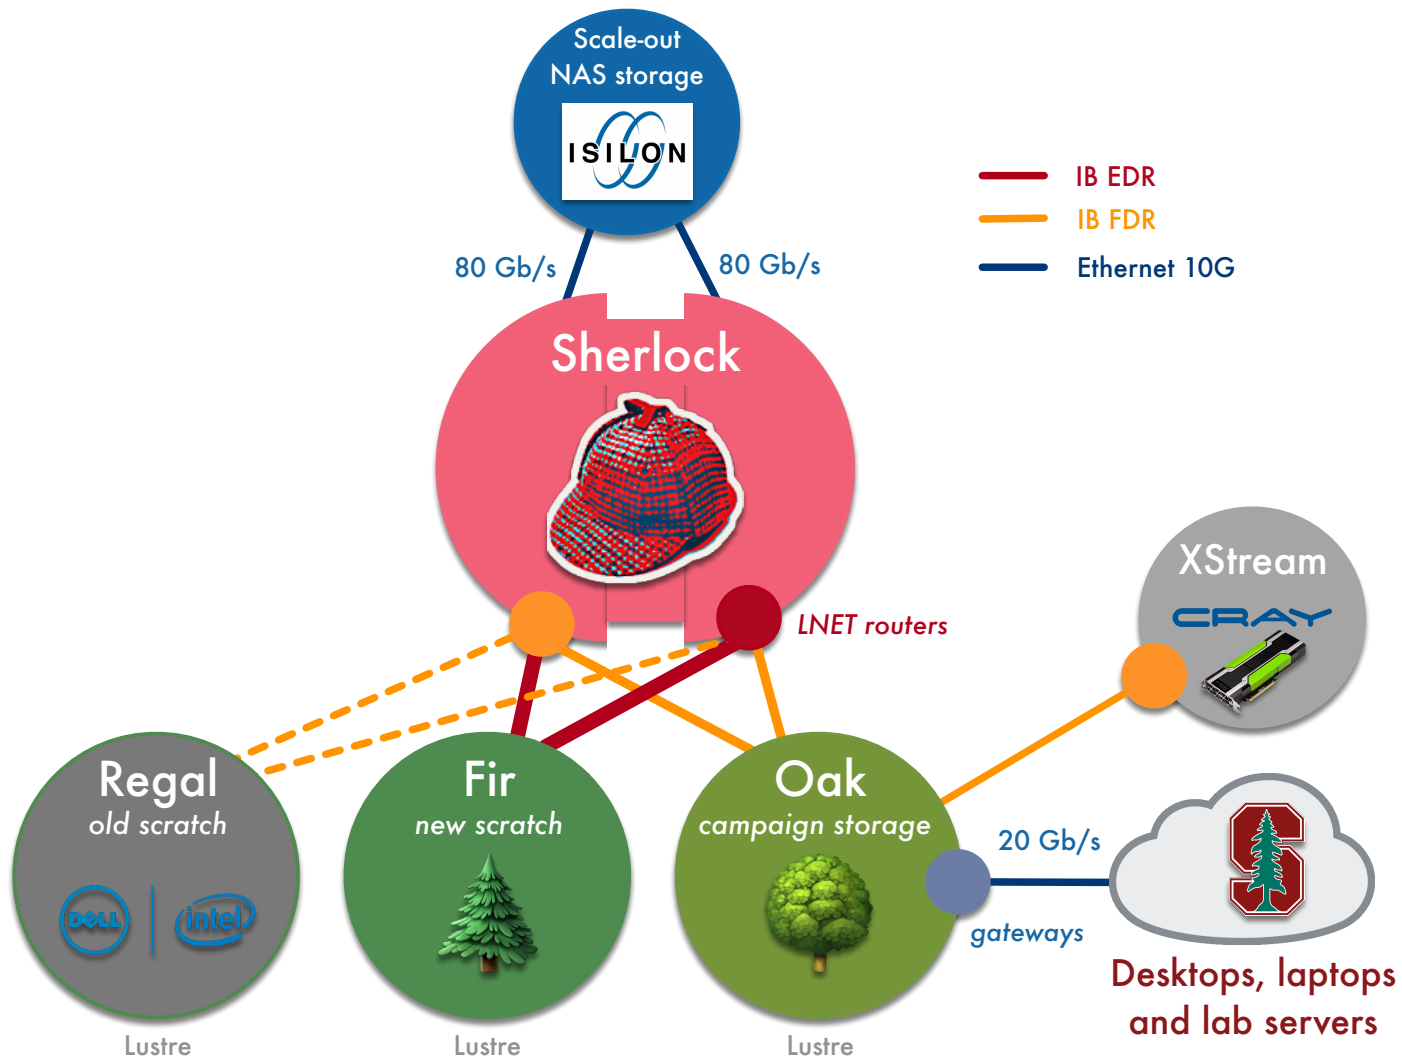 Scale-out
NAS storage
ISILON
IB EDR
IB FDR
Ethernet 10G
80 Gb/s
80 Gb/s
Sherlock
LNET routers
XStream
CRAY
Regal
old scratch
DELL
intel
Fir
new scratch
Oak
campaign storage
20 Gb/s
S
gateways
Desktops, laptops
and lab servers
Lustre
Lustre
Lustre